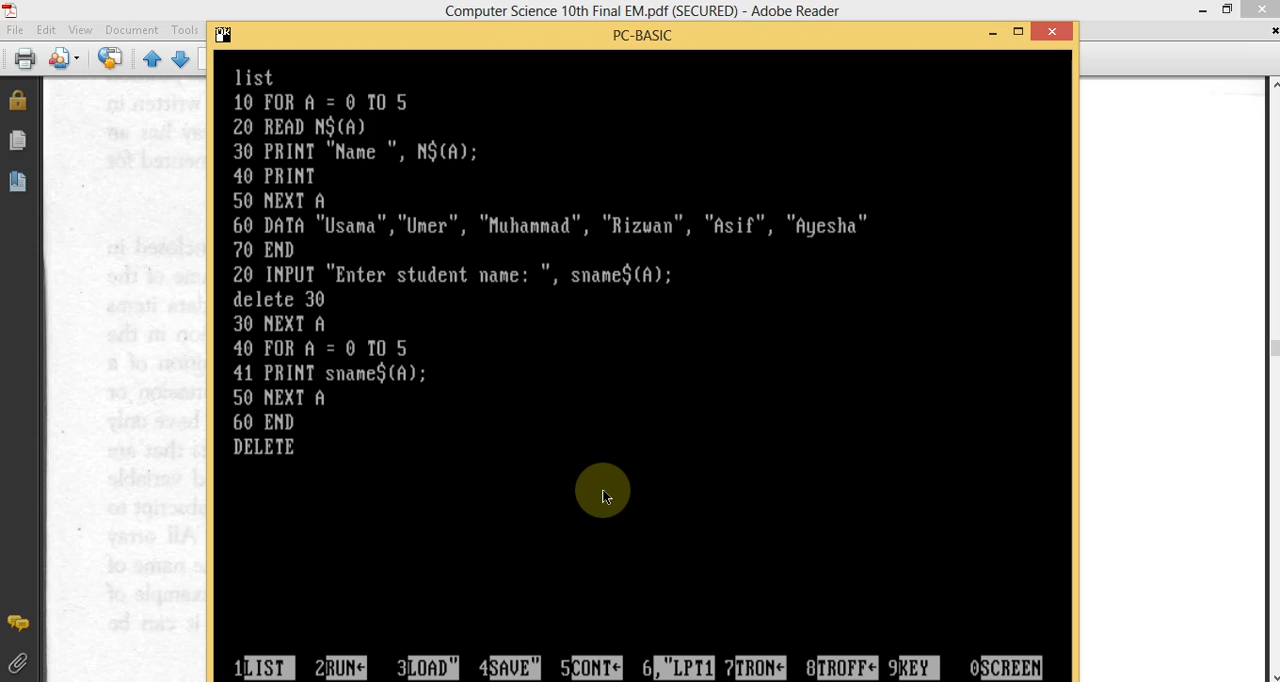 Computer Science 10th Final EM.pdf (SECURED) - Adobe Reader
File Edit View Document Tools
PC-BASIC
list
10 FOR A = 0 TO 5
20 READ N$(A)
30 PRINT "Name ", N$(A);
40 PRINT
50 NEXT A
60 DATA "Usama","Umer", "Muhammad", "Rizwan", "Asif", "Ayesha"
70 END
20 INPUT "Enter student name: ", sname$(A);
delete 30
30 NEXT A
40 FOR A = 0 TO 5
41 PRINT sname$(A);
50 NEXT A
60 END
DELETE
1LIST 2RUN← 3LOAD" 4SAVE" 5CONT← 6,"LPT1 7TRON← 8TROFF← 9KEY 0SCREEN